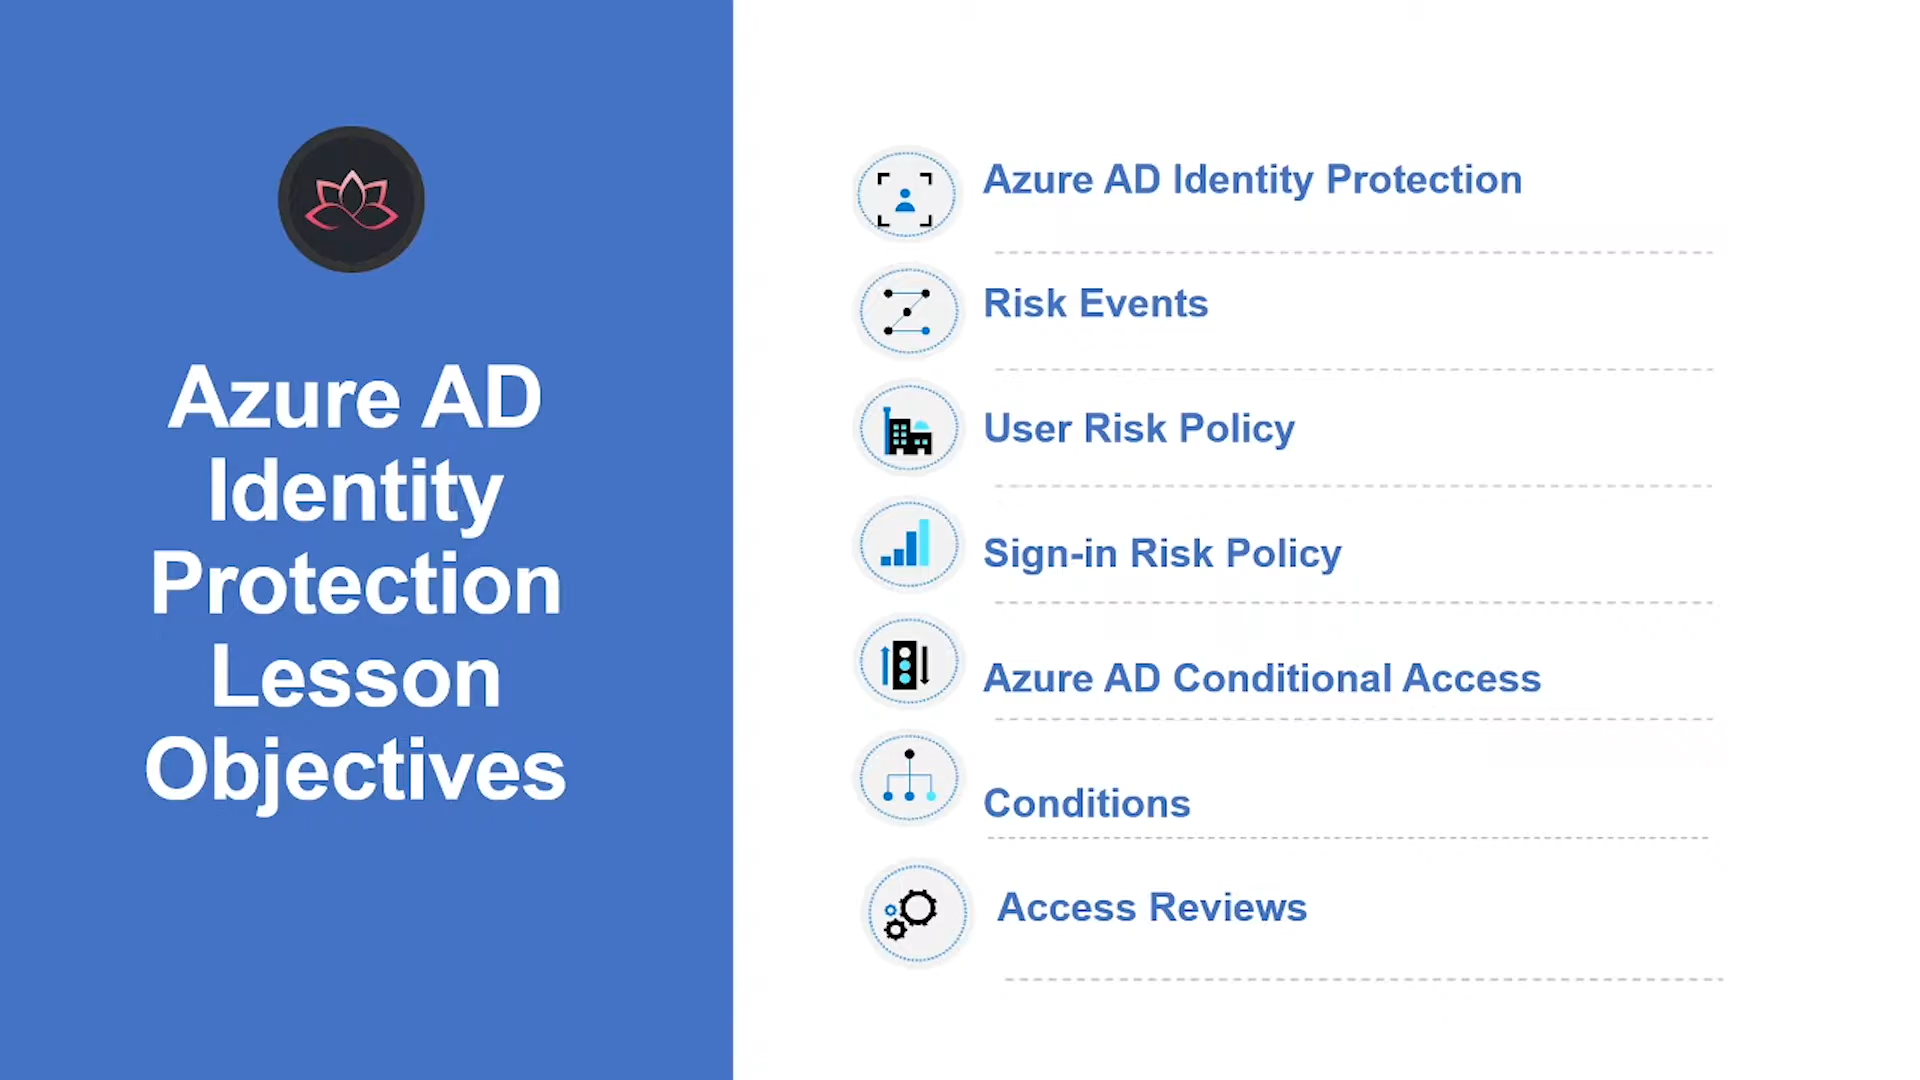 Azure AD
Identity
Protection
Lesson
Objectives
Azure AD Identity Protection
Risk Events
User Risk Policy
Sign-in Risk Policy
Azure AD Conditional Access
Conditions
Access Reviews